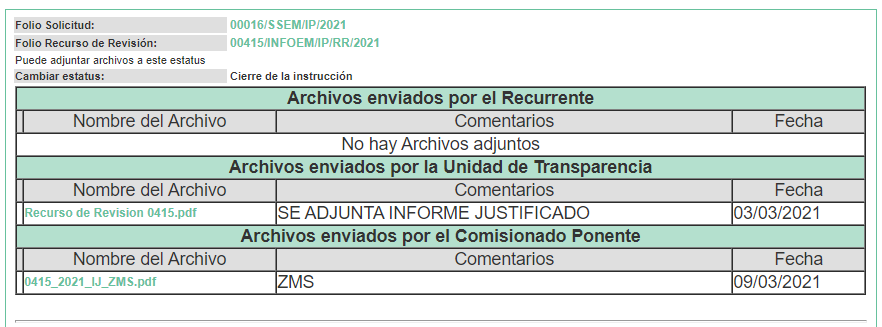 Folio Solicitud: 00016/SSEM/IP/2021
Folio Recurso de Revisión: 00415/INFOEM/IP/RR/2021
Puede adjuntar archivos a este estatus
Cambiar estatus: Cierre de la instrucción
Archivos enviados por el Recurrente
Nombre del Archivo Comentarios Fecha
No hay Archivos adjuntos
Archivos enviados por la Unidad de Transparencia
Nombre del Archivo Comentarios Fecha
Recurso de Revision 0415.pdf SE ADJUNTA INFORME JUSTIFICADO 03/03/2021
Archivos enviados por el Comisionado Ponente
Nombre del Archivo Comentarios Fecha
0415_2021_IJ_ZMS.pdf ZMS 09/03/2021